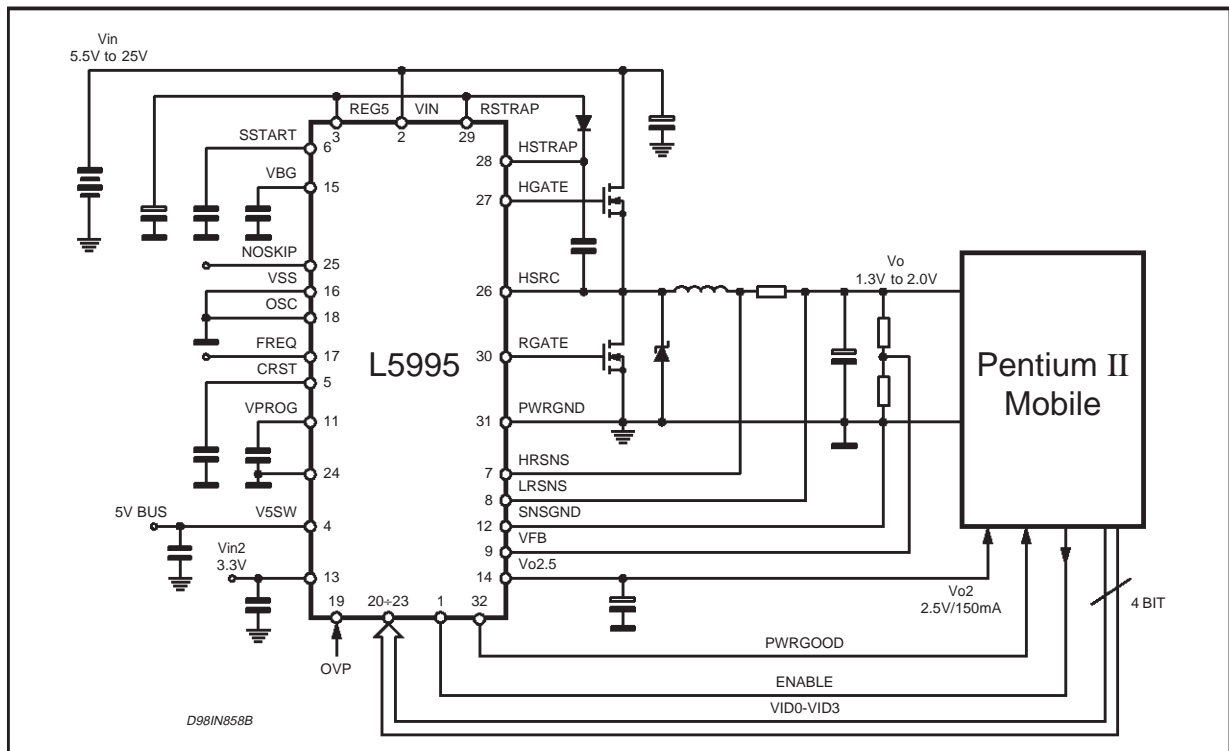 Vin
5.5V to 25V
REG5
VIN
RSTRAP
3
2
29
SSTART
6
28
HSTRAP
VBG
15
27
HGATE
NOSKIP
25
VSS
16
26
HSRC
OSC
18
Vo
1.3V to 2.0V
FREQ
17
30
RGATE
L5995
Pentium II
Mobile
CRST
5
VPROG
11
31
PWRGND
24
7
HRSNS
8
LRSNS
5V BUS
V5SW
4
12
SNSGND
9
VFB
Vin2
3.3V
13
14
Vo2.5
19
20÷23
1
32
Vo2
2.5V/150mA
4 BIT
OVP
PWRGOOD
ENABLE
VID0-VID3
D98IN858B